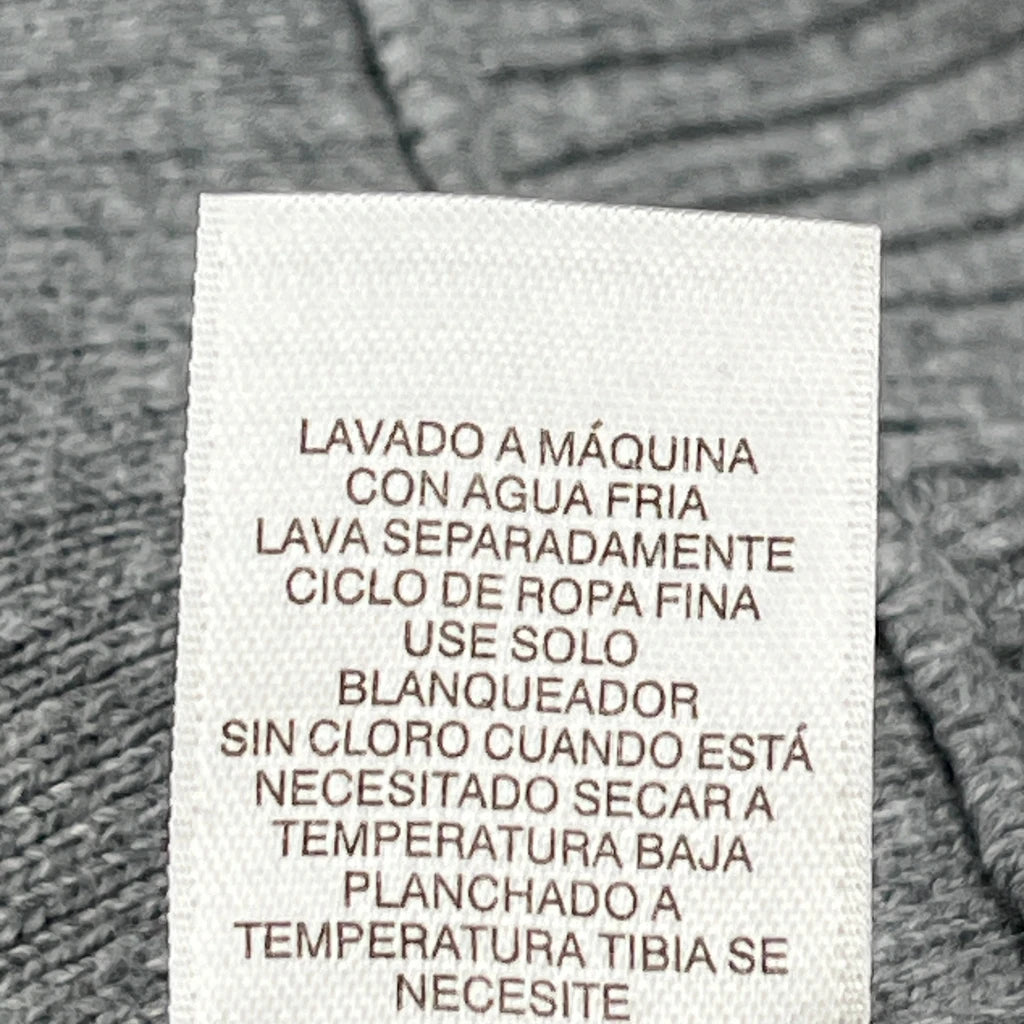 LAVADO A MÁQUINA
CON AGUA FRIA
LAVA SEPARADAMENTE
CICLO DE ROPA FINA
USE SOLO
BLANQUEADOR
SIN CLORO CUANDO ESTÁ
NECESITADO SECAR A
TEMPERATURA BAJA
PLANCHADO A
TEMPERATURA TIBIA SE
NECESITE